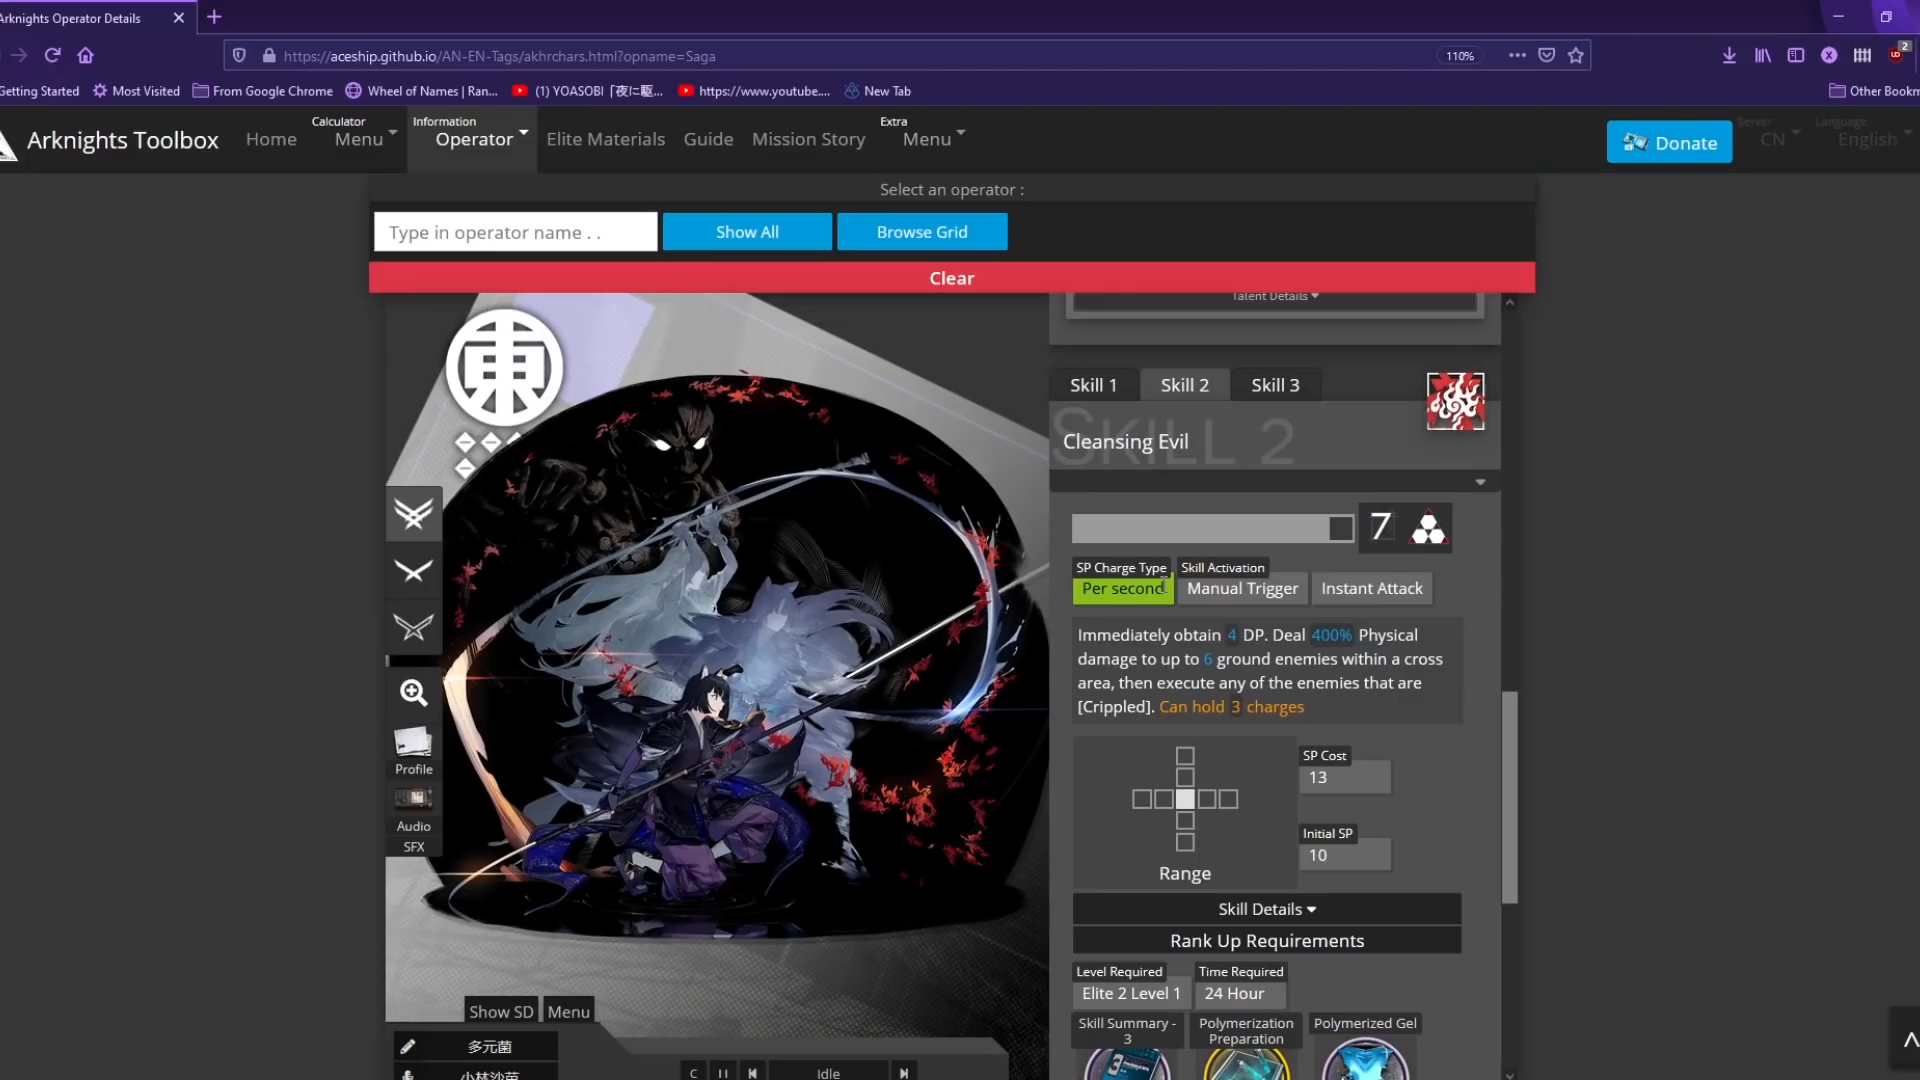 Arknights Operator Details
https://aceship.github.io/AN-EN-Tags/akhrchars.html?opname=Saga
110%
2
Getting Started
Most Visited
From Google Chrome
Wheel of Names | Ran...
(1) YOASOBI「夜に駆...
https://www.youtube....
New Tab
Other Bookm
Arknights Toolbox
Home
Calculator
Menu
Information
Operator
Elite Materials
Guide
Mission Story
Extra
Menu
Donate
Server
CN
Language
English
Select an operator :
Type in operator name . .
Show All
Browse Grid
Clear
東
Talent Details
Skill 1
Skill 2
Skill 3
SKILL 2
Cleansing Evil
7
SP Charge Type
Skill Activation
Per second
Manual Trigger
Instant Attack
Immediately obtain 4 DP. Deal 400% Physical
damage to up to 6 ground enemies within a cross
area, then execute any of the enemies that are
[Crippled]. Can hold 3 charges
SP Cost
13
Initial SP
10
Range
Skill Details
Rank Up Requirements
Level Required
Time Required
Elite 2 Level 1
24 Hour
Skill Summary -
3
Polymerization
Preparation
Polymerized Gel
Profile
Audio
SFX
Show SD
Menu
多元菌
小林沙苗
C
Idle